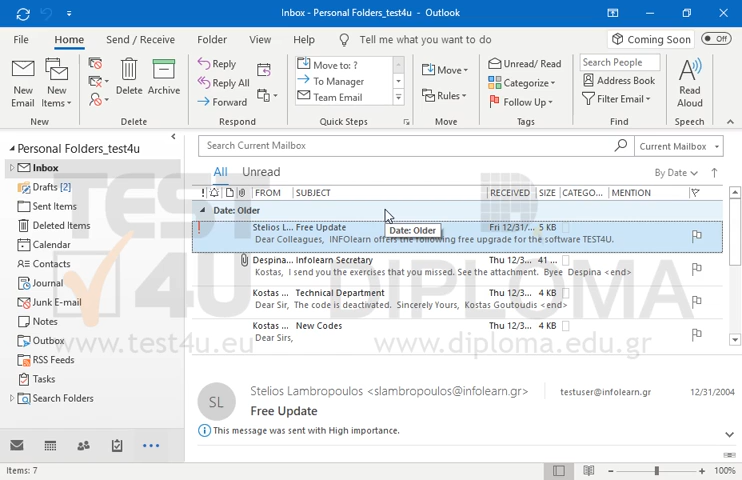 Inbox - Personal Folders_test4u - Outlook
File Home Send / Receive Folder View Help Tell me what you want to do Coming Soon Off
New Email New Items Delete Archive Reply Reply All Forward Move to: ? To Manager Team Email Move Rules Unread/ Read Categorize Follow Up Search People Address Book Filter Email Read Aloud
New Delete Respond Quick Steps Move Tags Find Speech
Personal Folders_test4u
Inbox
Drafts [2]
Sent Items
Deleted Items
Calendar
Contacts
Journal
Junk E-mail
Notes
Outbox
RSS Feeds
Tasks
Search Folders
Search Current Mailbox Current Mailbox
All Unread By Date
FROM SUBJECT RECEIVED SIZE CATEGO... MENTION
Date: Older
Stelios L... Free Update Fri 12/31/... 5 KB
Date: Older
Dear Colleagues, INFOlearn offers the following free upgrade for the software TEST4U.
Despina... Infolearn Secretary Thu 12/3... 41 ...
Kostas, I send you the exercises that you missed. See the attachment. Byee Despina <end>
Kostas ... Technical Department Thu 12/3... 4 KB
Dear Sir, The code is deactivated. Sincerely Yours, Kostas Goutoudis <end>
Kostas ... New Codes Thu 12/3... 4 KB
Dear Sirs,
TEST 4U DIPLOMA
www.test4u.eu www.diploma.edu.gr
SL
Stelios Lambropoulos <slambropoulos@infolearn.gr> testuser@infolearn.gr 12/31/2004
Free Update
This message was sent with High importance.
Items: 7 100%